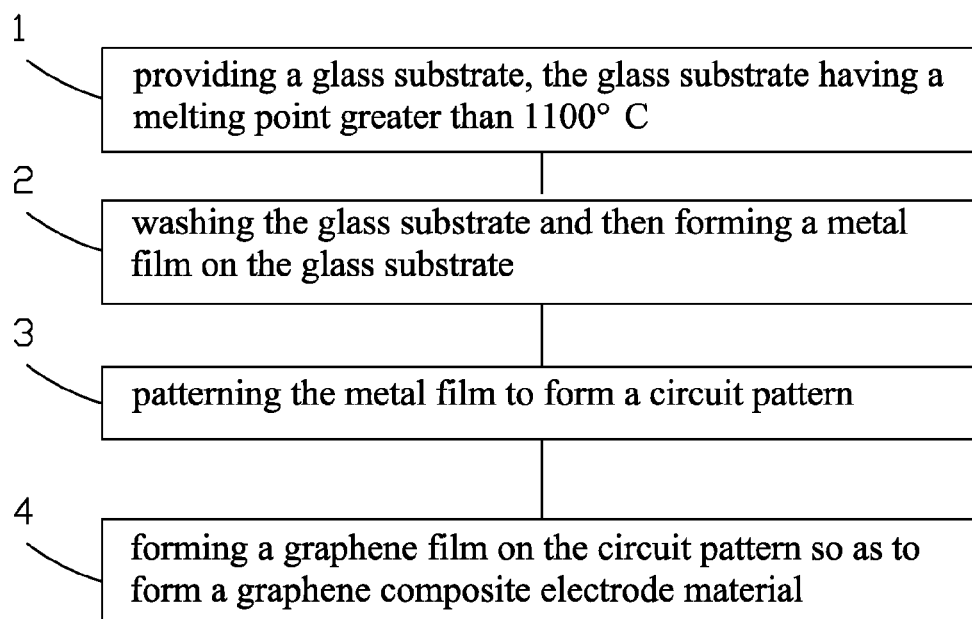 1
providing a glass substrate, the glass substrate having a
melting point greater than 1100° C
2
washing the glass substrate and then forming a metal
film on the glass substrate
3
patterning the metal film to form a circuit pattern
4
forming a graphene film on the circuit pattern so as to
form a graphene composite electrode material